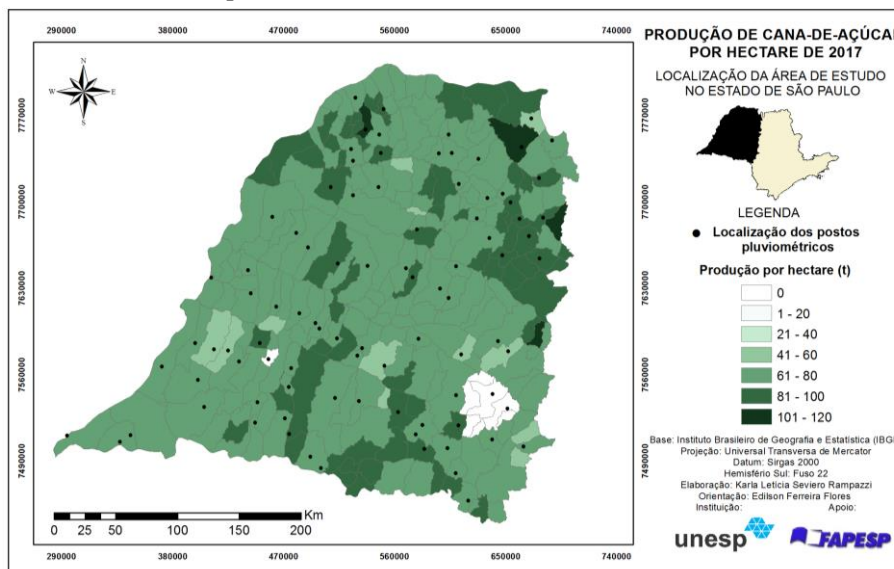 290000 380000 470000 560000 650000 740000
PRODUÇÃO DE CANA-DE-AÇÚCA
POR HECTARE DE 2017
LOCALIZAÇÃO DA ÁREA DE ESTUDO
NO ESTADO DE SÃO PAULO
N
W E
S
7770000 7770000
7700000 7700000
7630000 7630000
7560000 7560000
7490000 7490000
LEGENDA
Localização dos postos
pluviométricos
Produção por hectare (t)
0
1 - 20
21 - 40
41 - 60
61 - 80
81 - 100
101 - 120
Base: Instituto Brasileiro de Geografia e Estatística (IBG
Projeção: Universal Transversa de Mercator
Datum: Sirgas 2000
Hemisfério Sul: Fuso 22
Elaboração: Karla Letícia Seviero Rampazzi
Orientação: Edilson Ferreira Flores
Instituição: Apoio:
unesp FAPESP
Km
0 25 50 100 150 200
290000 380000 470000 560000 650000 740000